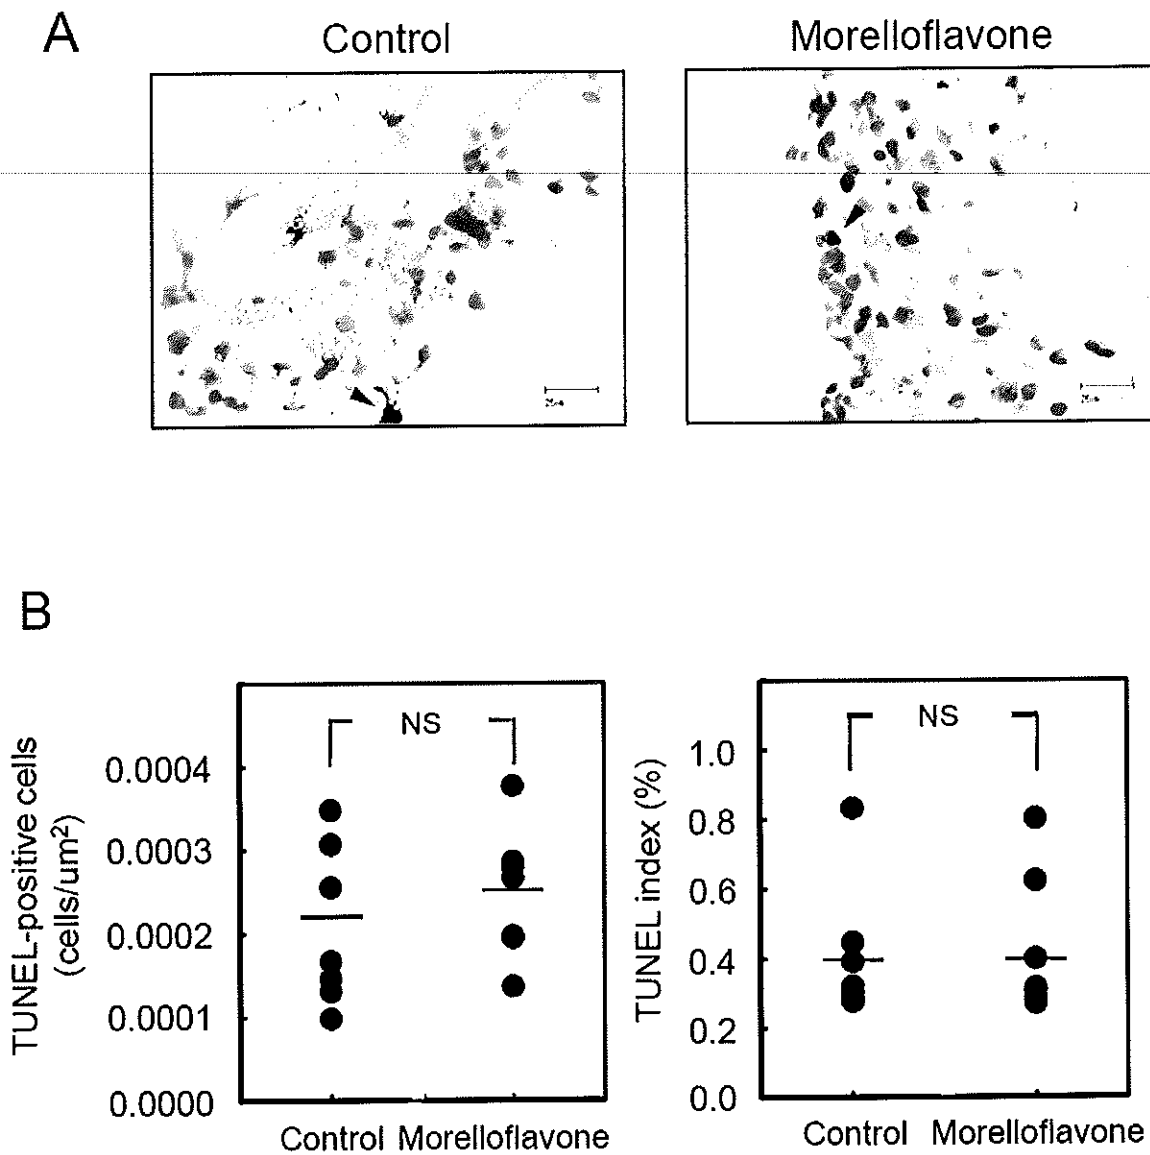 A
Control
Morelloflavone
B
TUNEL-positive cells
(cells/um²)
0.0004
0.0003
0.0002
0.0001
0.0000
NS
Control
Morelloflavone
TUNEL index (%)
1.0
0.8
0.6
0.4
0.2
0.0
NS
Control
Morelloflavone